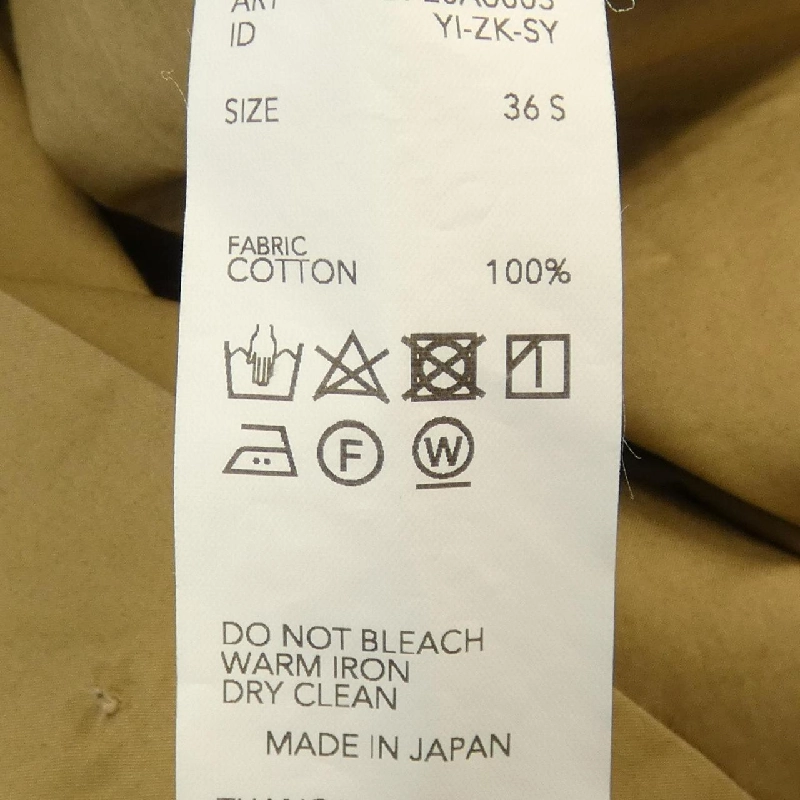 ART
ID YI-ZK-SY
SIZE 36 S
FABRIC
COTTON 100%
F W
DO NOT BLEACH
WARM IRON
DRY CLEAN
MADE IN JAPAN